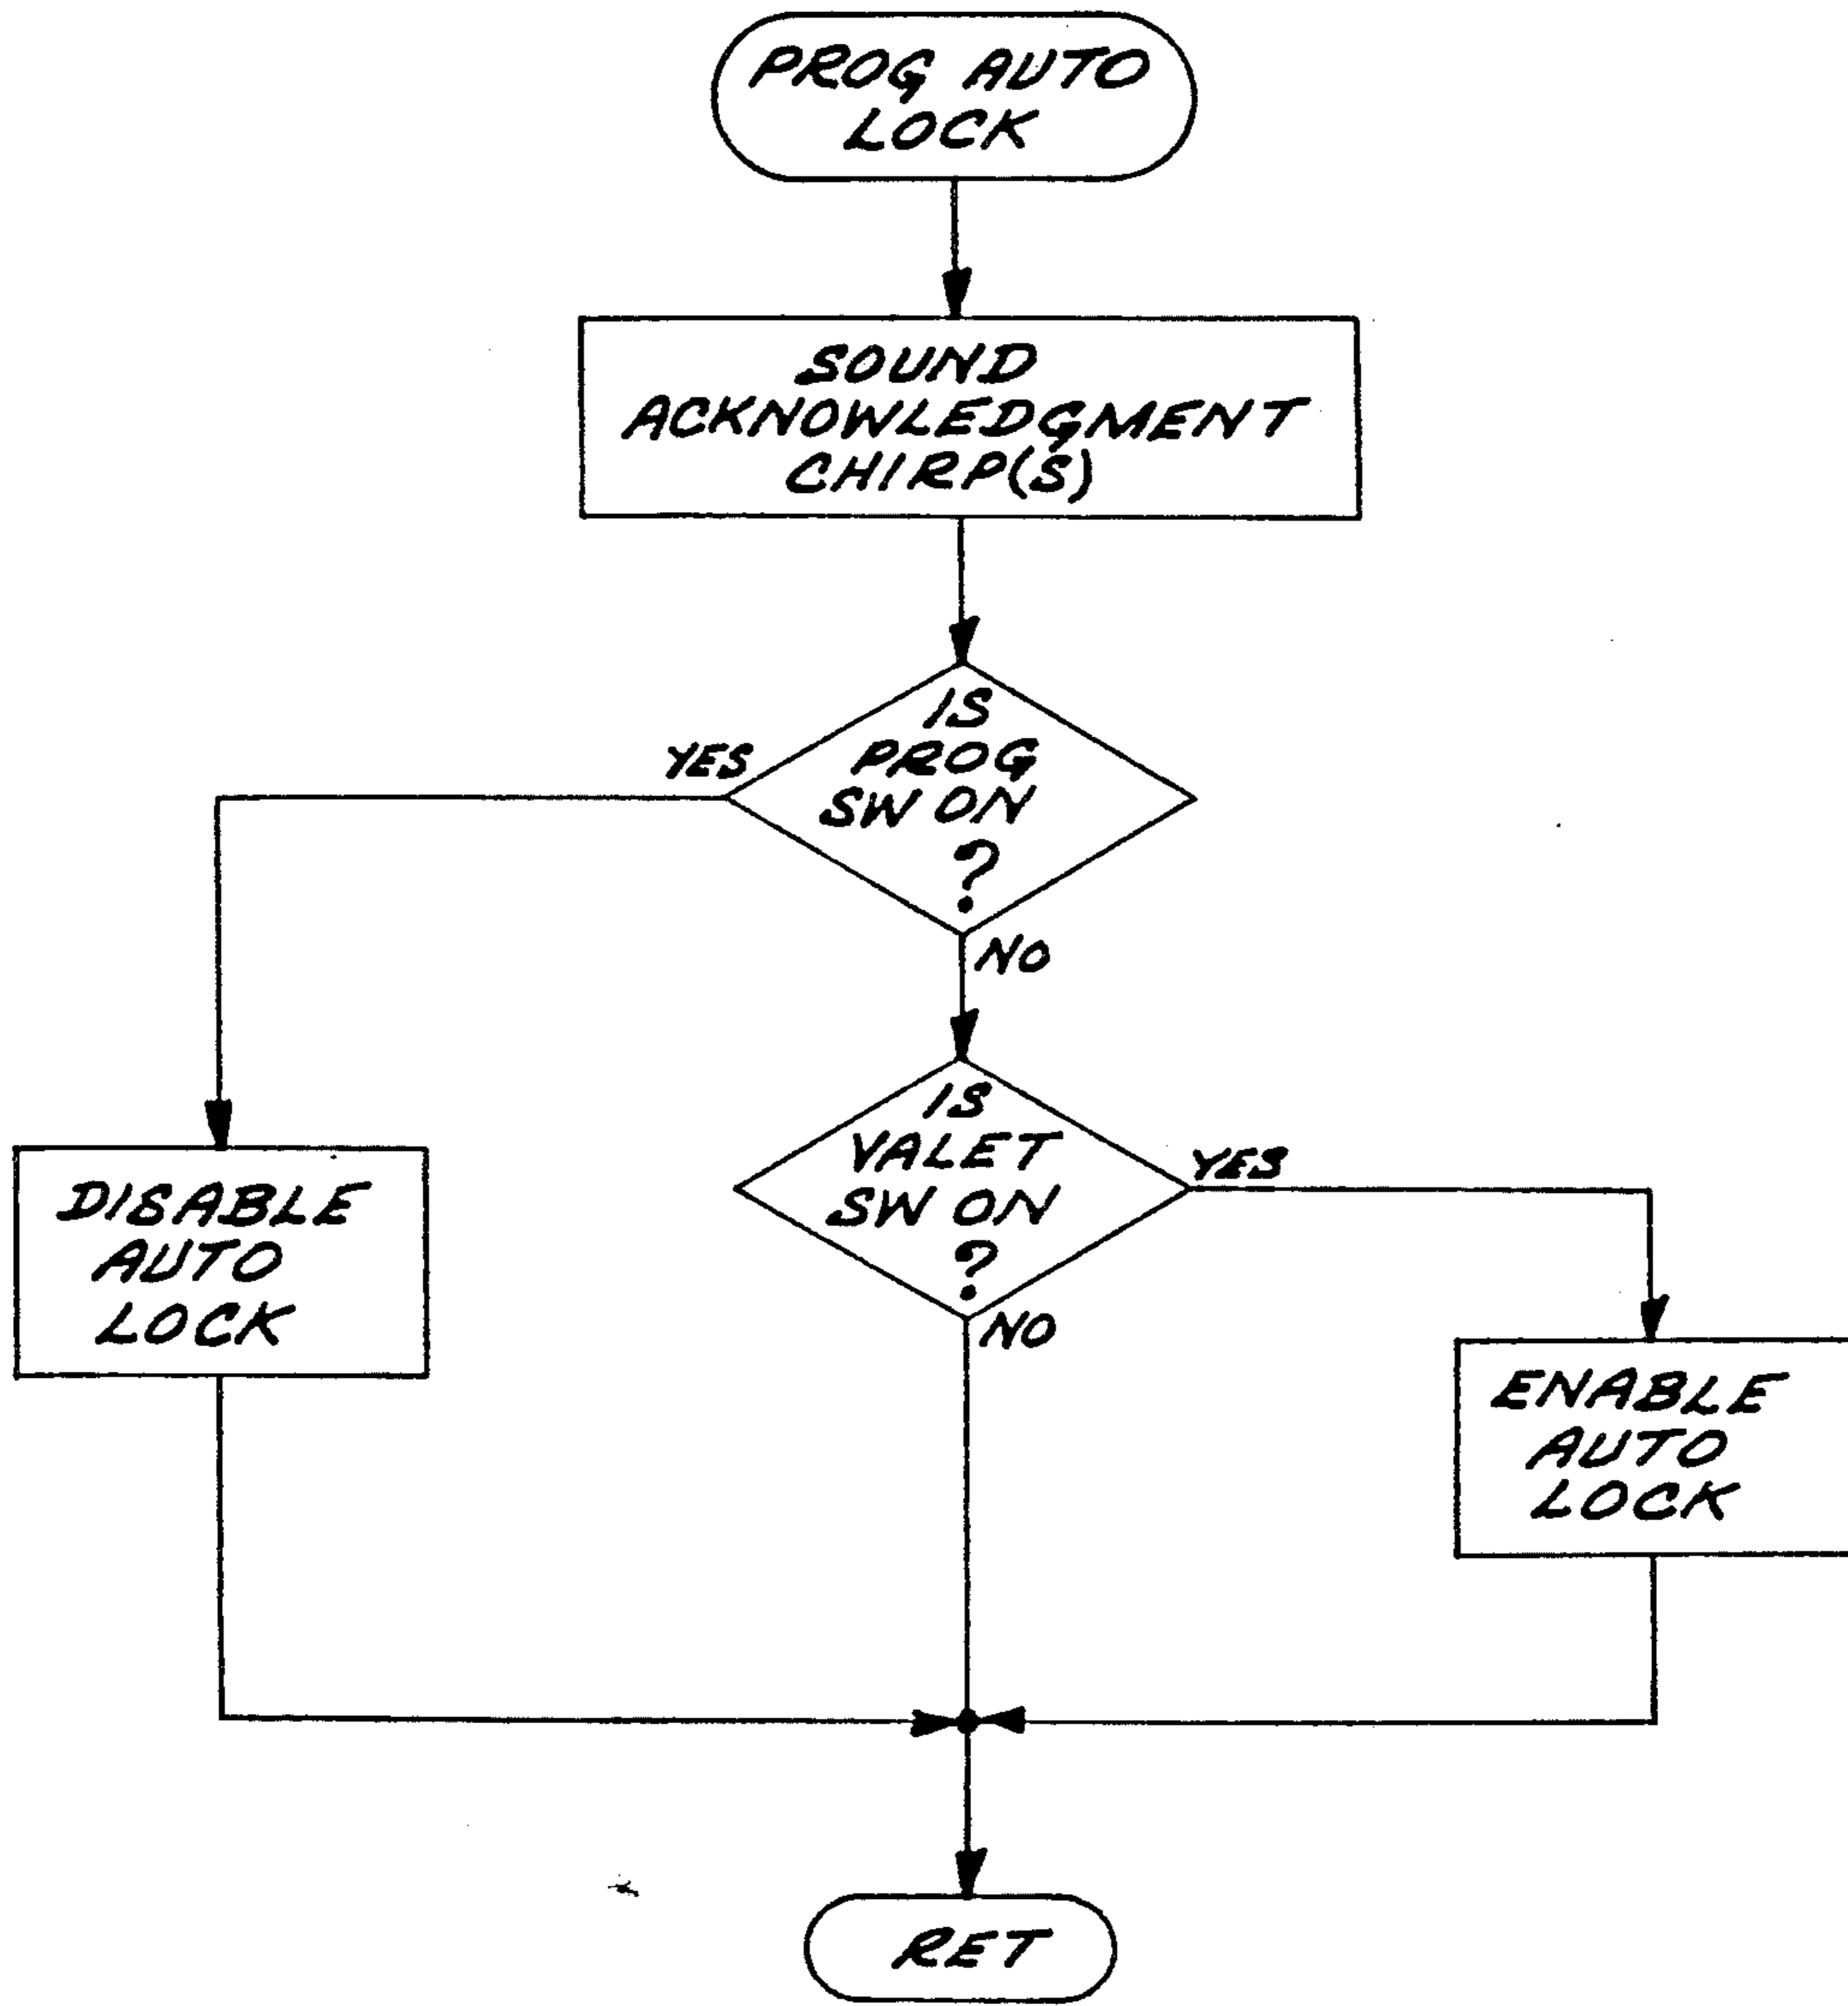 PROG AUTO
LOCK
SOUND
ACKNOWLEDGMENT
CHIRP(S)
IS
PROG
SW ON
?
YES
NO
IS
VALET
SW ON
?
YES
NO
DISABLE
AUTO
LOCK
ENABLE
AUTO
LOCK
RET